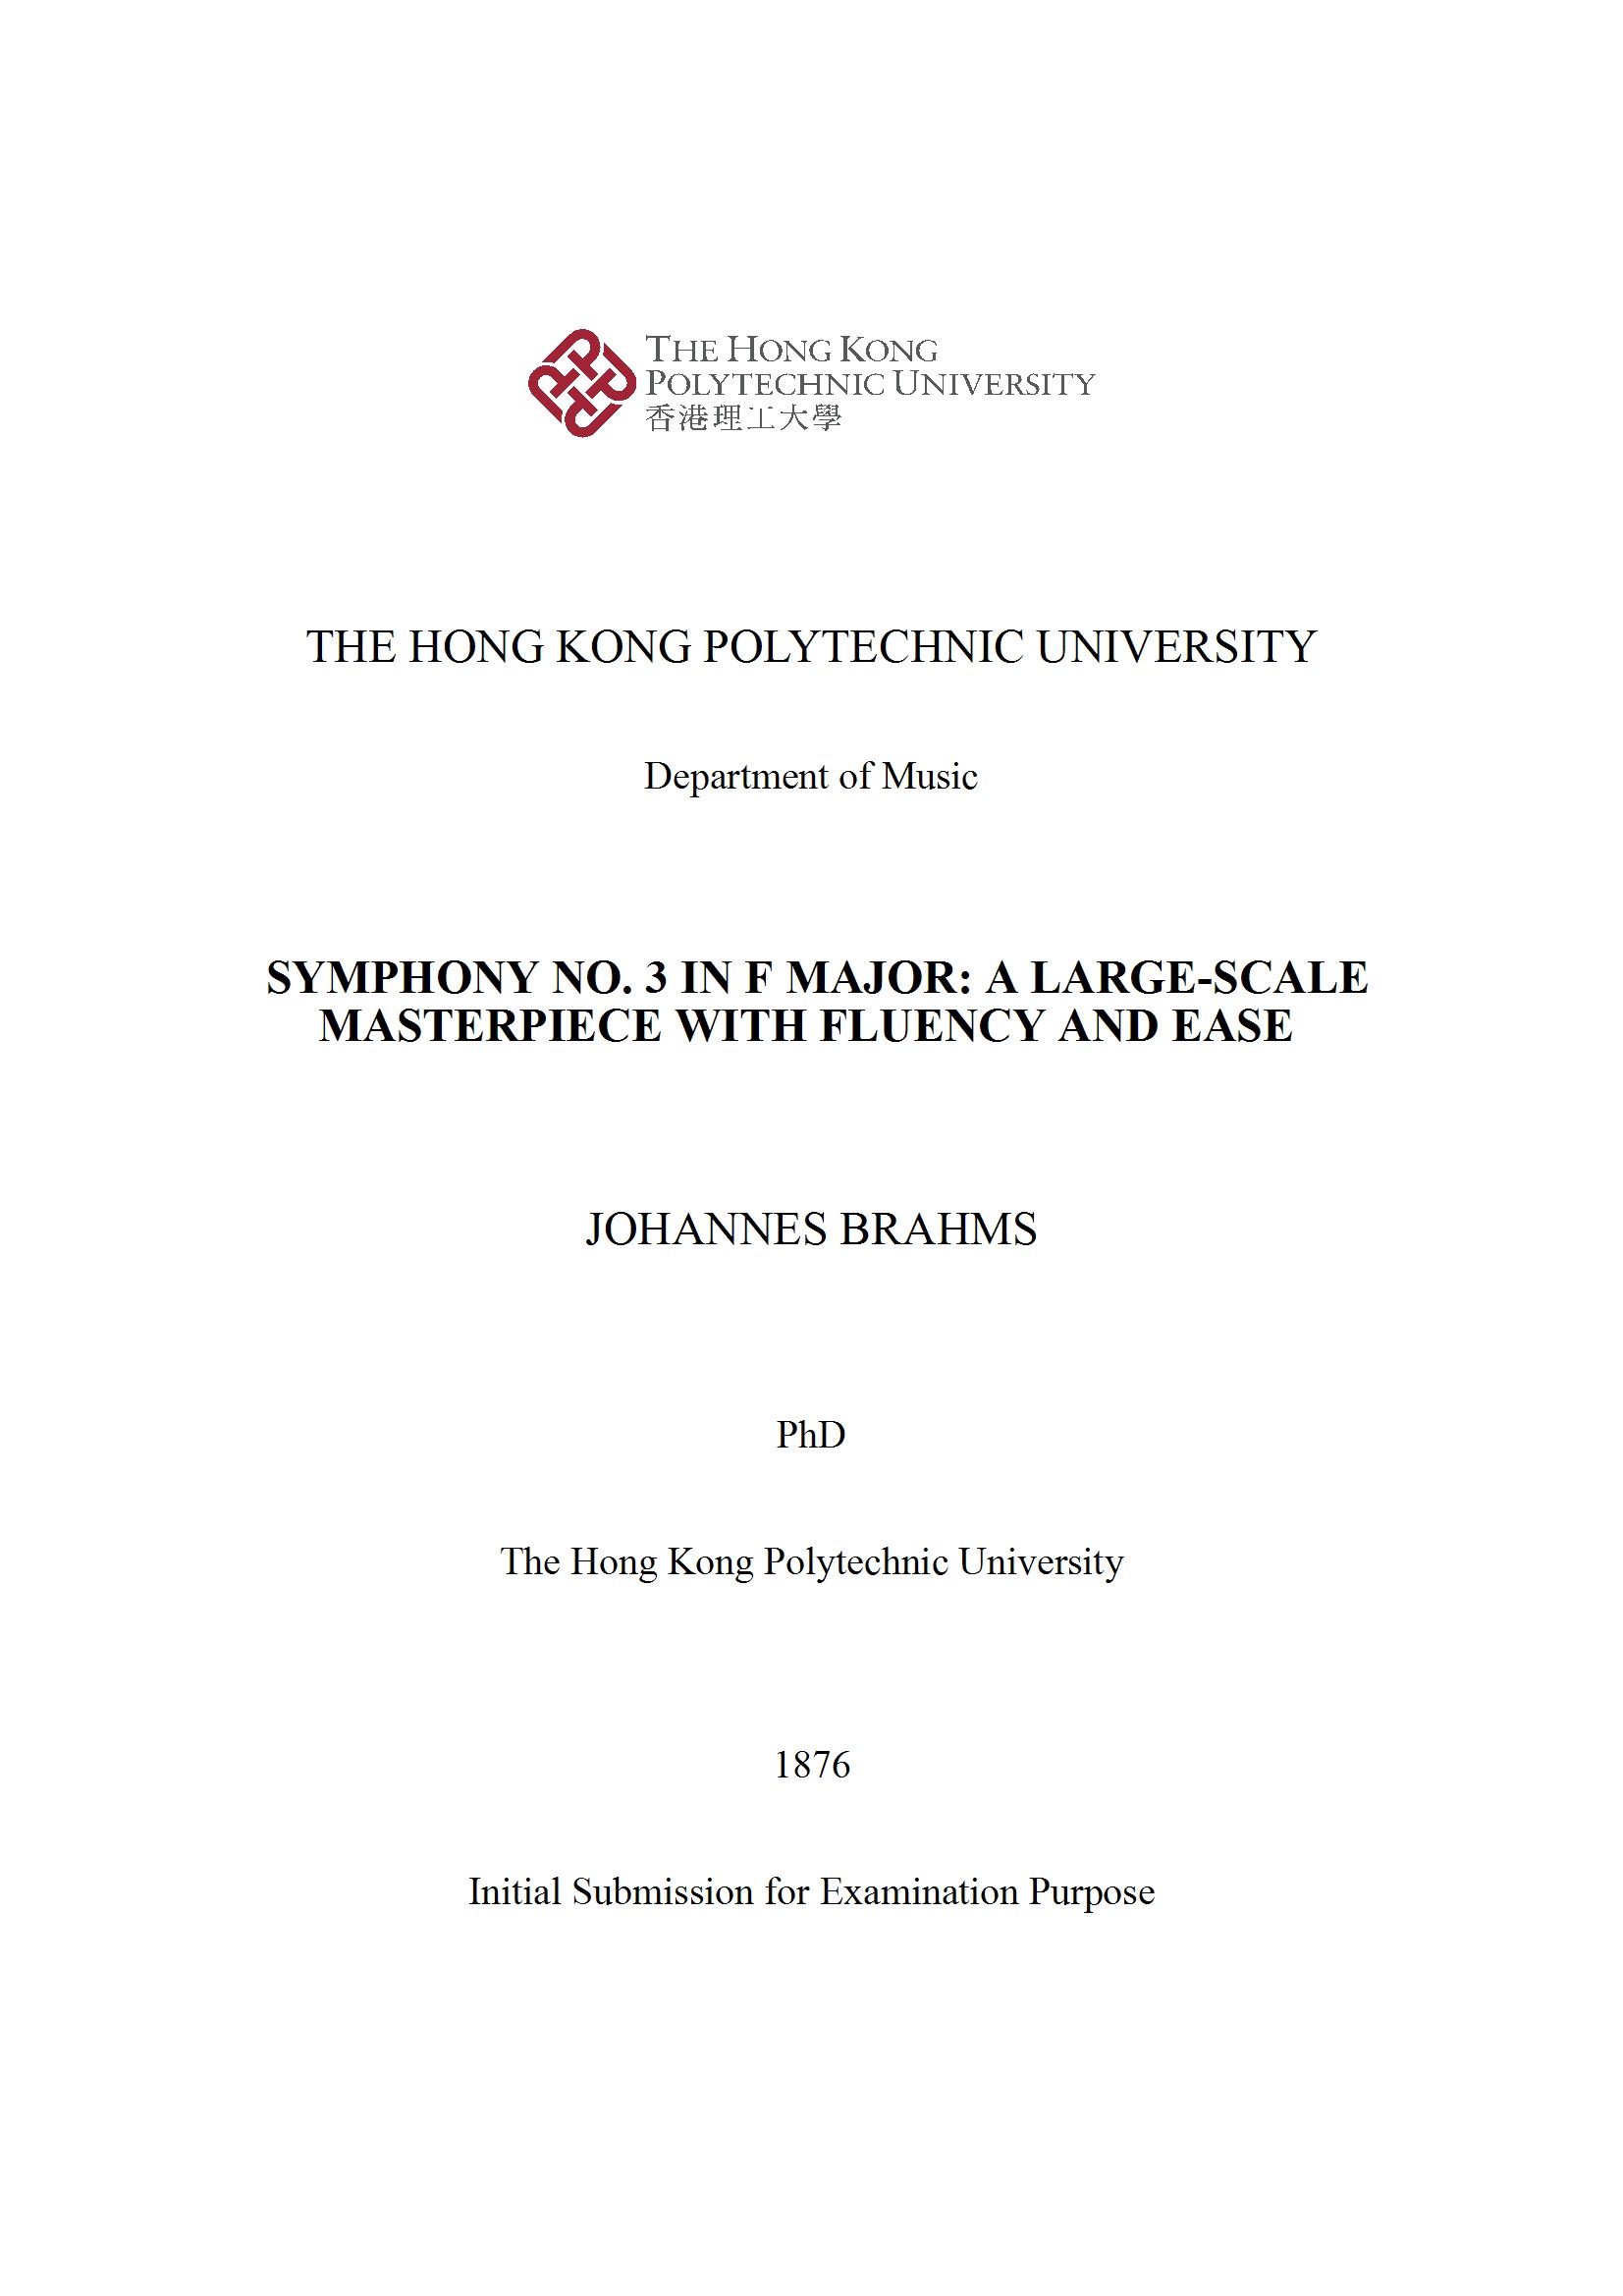 THE HONG KONG
POLYTECHNIC UNIVERSITY
香港理工大學
THE HONG KONG POLYTECHNIC UNIVERSITY
Department of Music
SYMPHONY NO. 3 IN F MAJOR: A LARGE-SCALE
MASTERPIECE WITH FLUENCY AND EASE
JOHANNES BRAHMS
PhD
The Hong Kong Polytechnic University
1876
Initial Submission for Examination Purpose